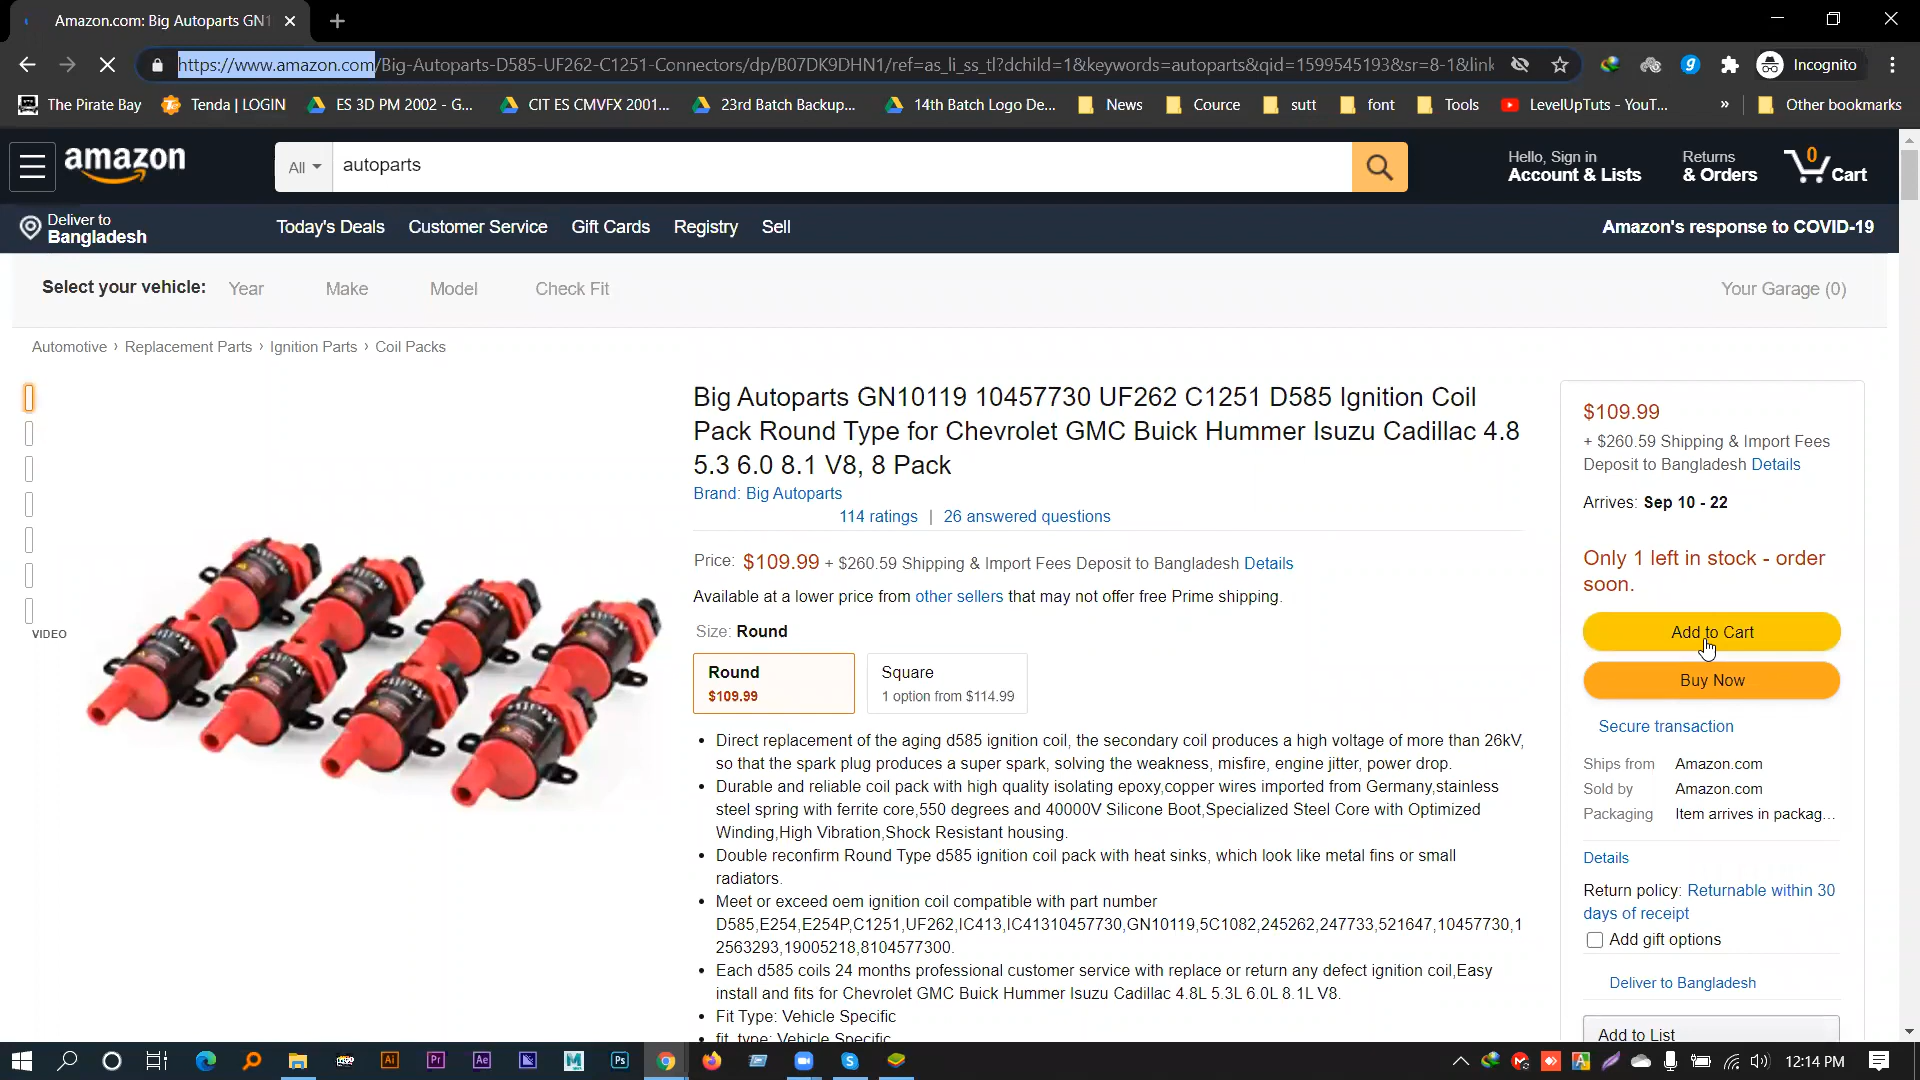 Amazon.com: Big Autoparts GN1
https://www.amazon.com/Big-Autoparts-D585-UF262-C1251-Connectors/dp/B07DK9DHN1/ref=as_li_ss_tl?dchild=1&keywords=autoparts&qid=1599545193&sr=8-1&link
Incognito
The Pirate Bay
Tenda | LOGIN
ES 3D PM 2002 - G...
CIT ES CMVFX 2001...
23rd Batch Backup...
14th Batch Logo De...
News
Cource
sutt
font
Tools
LevelUpTuts - YouT...
»
Other bookmarks
amazon
All
autoparts
Hello, Sign in
Account & Lists
Returns
& Orders
0
Cart
Deliver to
Bangladesh
Today's Deals
Customer Service
Gift Cards
Registry
Sell
Amazon's response to COVID-19
Select your vehicle:
Year
Make
Model
Check Fit
Your Garage (0)
Automotive › Replacement Parts › Ignition Parts › Coil Packs
VIDEO
Big Autoparts GN10119 10457730 UF262 C1251 D585 Ignition Coil
Pack Round Type for Chevrolet GMC Buick Hummer Isuzu Cadillac 4.8
5.3 6.0 8.1 V8, 8 Pack
Brand: Big Autoparts
114 ratings | 26 answered questions
Price: $109.99 + $260.59 Shipping & Import Fees Deposit to Bangladesh Details
Available at a lower price from other sellers that may not offer free Prime shipping.
Size: Round
Round
$109.99
Square
1 option from $114.99
• Direct replacement of the aging d585 ignition coil, the secondary coil produces a high voltage of more than 26kV,
so that the spark plug produces a super spark, solving the weakness, misfire, engine jitter, power drop.
• Durable and reliable coil pack with high quality isolating epoxy,copper wires imported from Germany,stainless
steel spring with ferrite core,550 degrees and 40000V Silicone Boot,Specialized Steel Core with Optimized
Winding,High Vibration,Shock Resistant housing.
• Double reconfirm Round Type d585 ignition coil pack with heat sinks, which look like metal fins or small
radiators.
• Meet or exceed oem ignition coil compatible with part number
D585,E254,E254P,C1251,UF262,IC413,IC41310457730,GN10119,5C1082,245262,247733,521647,10457730,1
2563293,19005218,8104577300.
• Each d585 coils 24 months professional customer service with replace or return any defect ignition coil,Easy
install and fits for Chevrolet GMC Buick Hummer Isuzu Cadillac 4.8L 5.3L 6.0L 8.1L V8.
• Fit Type: Vehicle Specific
• fit_type: Vehicle Specific
$109.99
+ $260.59 Shipping & Import Fees
Deposit to Bangladesh Details
Arrives: Sep 10 - 22
Only 1 left in stock - order
soon.
Add to Cart
Buy Now
Secure transaction
Ships from Amazon.com
Sold by Amazon.com
Packaging Item arrives in packag...
Details
Return policy: Returnable within 30
days of receipt
Add gift options
Deliver to Bangladesh
Add to List
12:14 PM